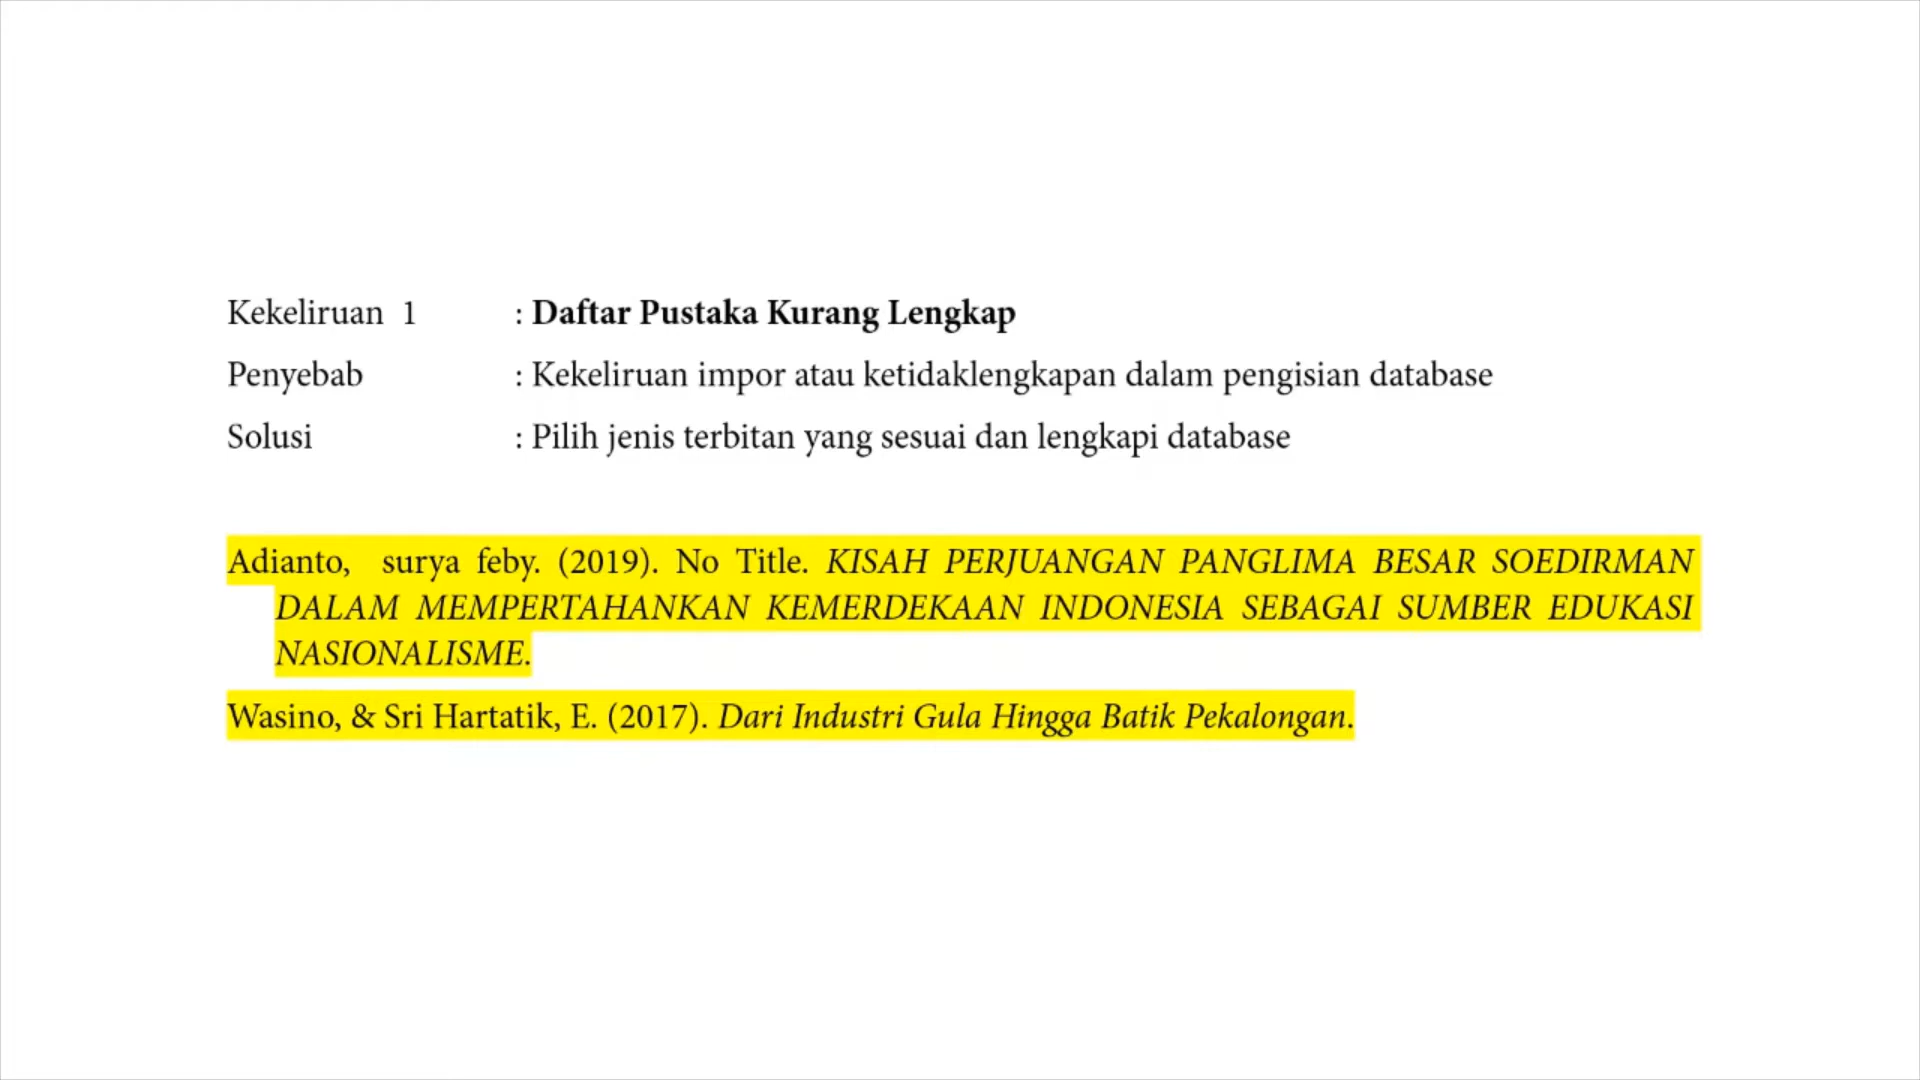 Kekeliruan 1 : Daftar Pustaka Kurang Lengkap
Penyebab : Kekeliruan impor atau ketidaklengkapan dalam pengisian database
Solusi : Pilih jenis terbitan yang sesuai dan lengkapi database
Adianto, surya feby. (2019). No Title. KISAH PERJUANGAN PANGLIMA BESAR SOEDIRMAN
DALAM MEMPERTAHANKAN KEMERDEKAAN INDONESIA SEBAGAI SUMBER EDUKASI
NASIONALISME.
Wasino, & Sri Hartatik, E. (2017). Dari Industri Gula Hingga Batik Pekalongan.